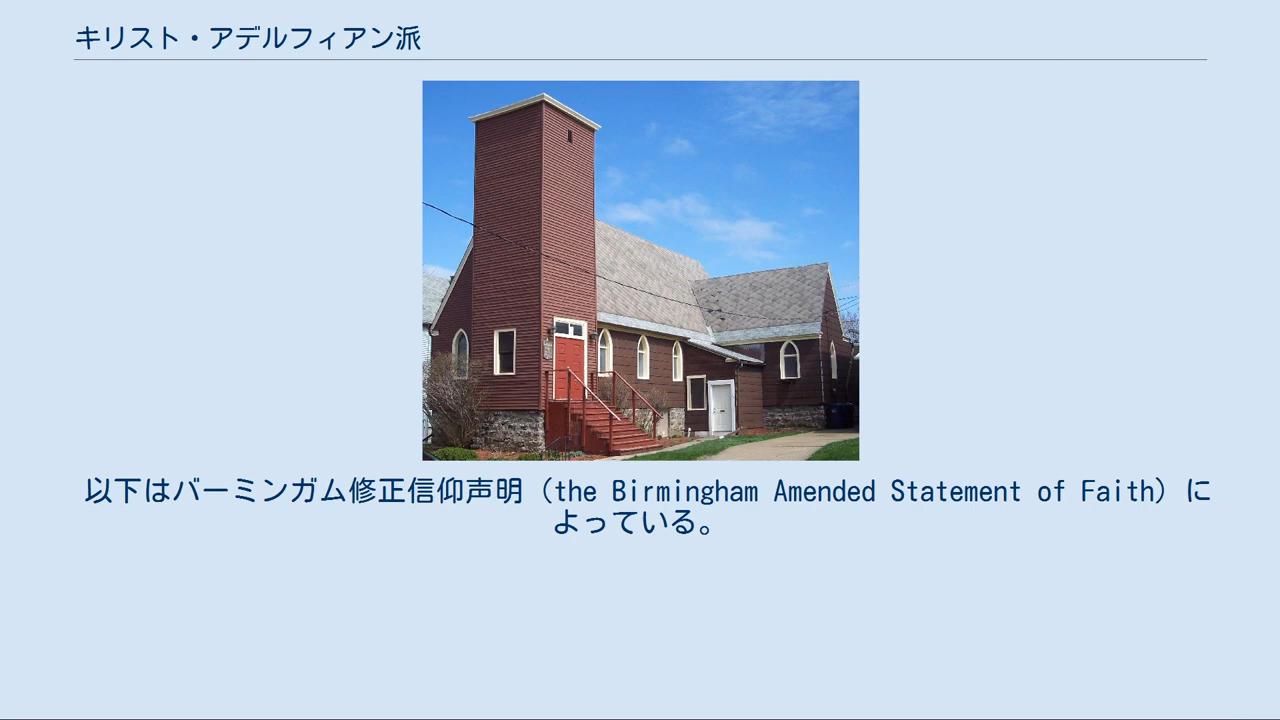 キリスト・アデルフィアン派
以下はバーミンガム修正信仰声明（the Birmingham Amended Statement of Faith）に
よっている。